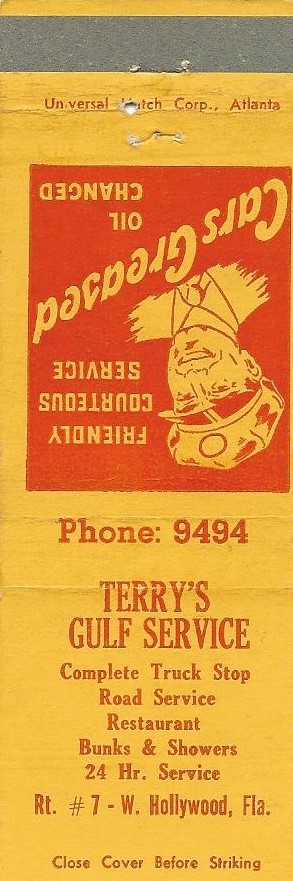 Universal Match Corp., Atlanta
FRIENDLY
COURTEOUS
SERVICE
Cars Greased
OIL
CHANGED
Phone: 9494
TERRY'S
GULF SERVICE
Complete Truck Stop
Road Service
Restaurant
Bunks & Showers
24 Hr. Service
Rt. # 7 - W. Hollywood, Fla.
Close Cover Before Striking